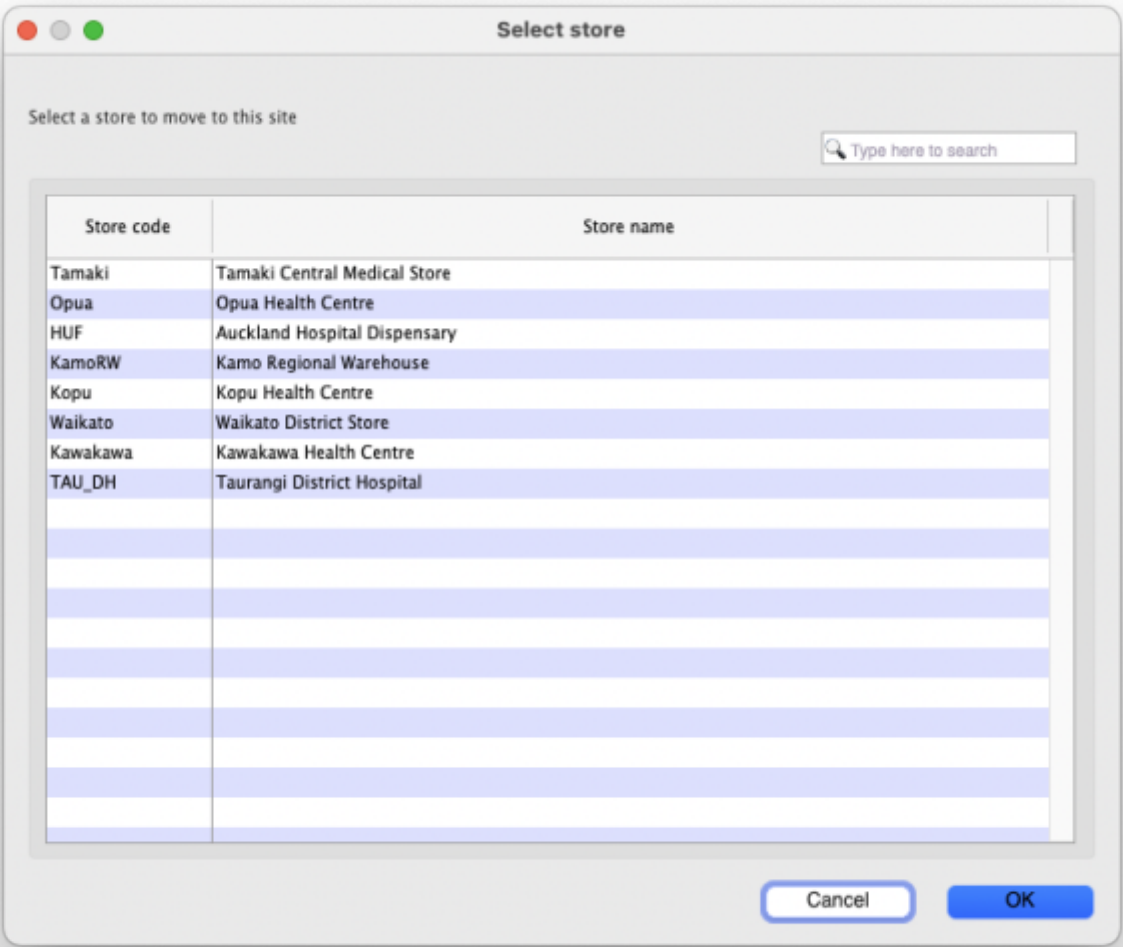 Select store
Select a store to move to this site
Type here to search
Store code Store name
Tamaki Tamaki Central Medical Store
Opua Opua Health Centre
HUF Auckland Hospital Dispensary
KamoRW Kamo Regional Warehouse
Kopu Kopu Health Centre
Waikato Waikato District Store
Kawakawa Kawakawa Health Centre
TAU_DH Taurangi District Hospital
Cancel OK